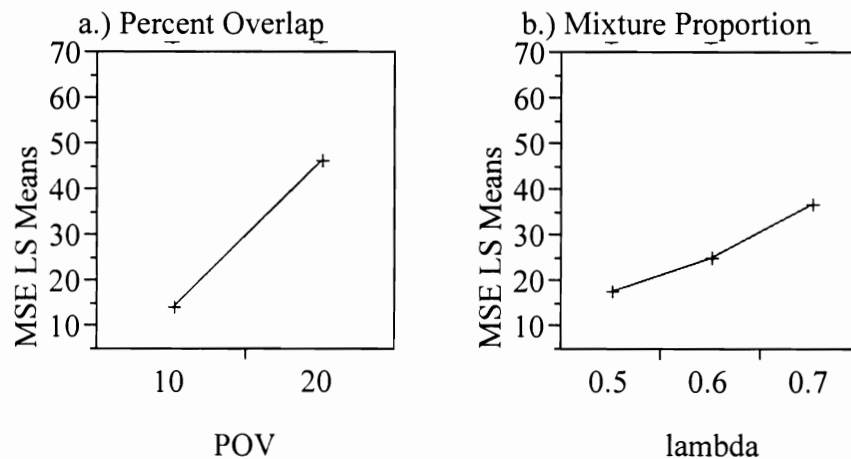 a.) Percent Overlap
70
60
50
40
30
20
10
MSE LS Means
10 20
POV
b.) Mixture Proportion
70
60
50
40
30
20
10
MSE LS Means
0.5 0.6 0.7
lambda